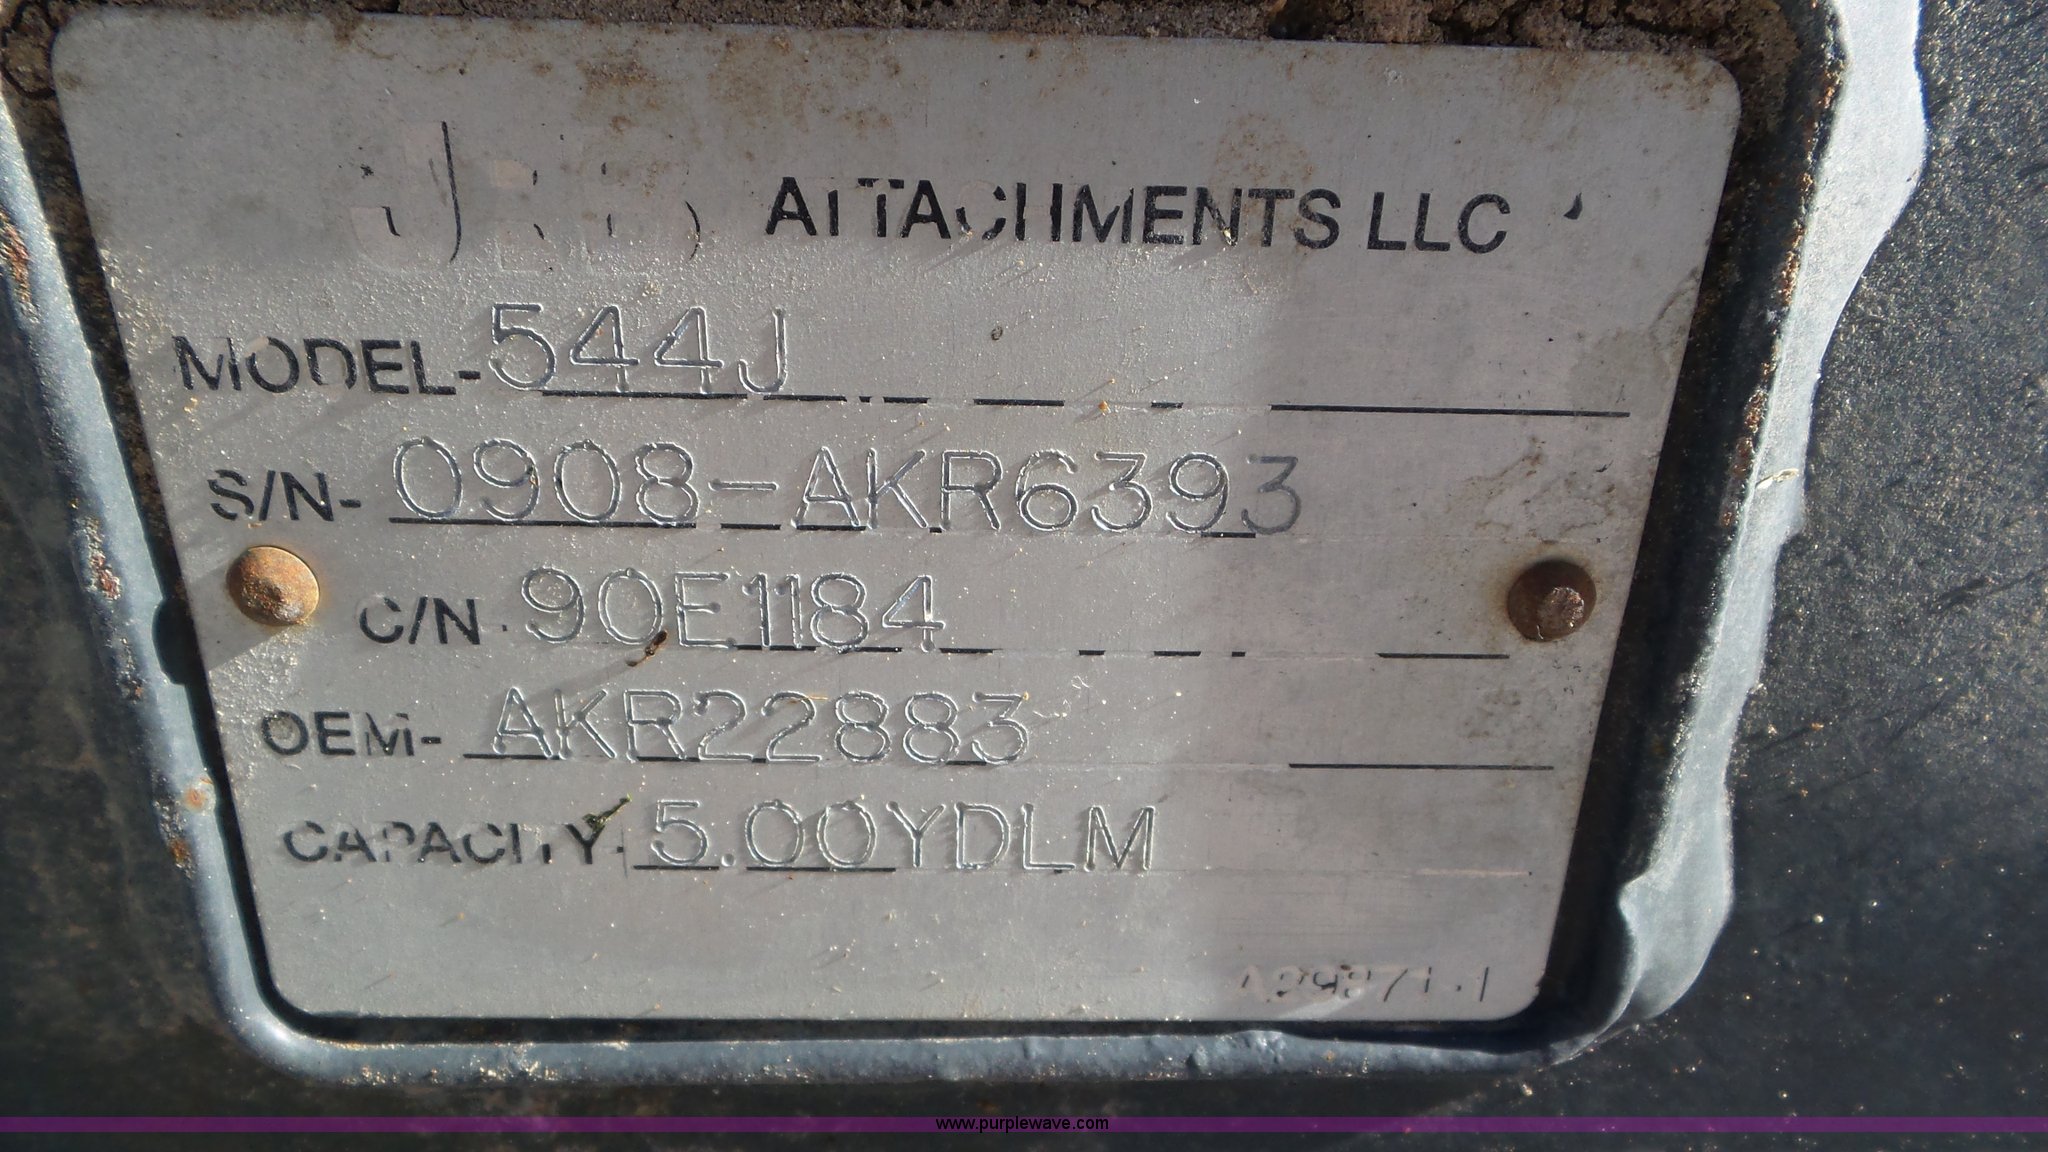 ATTACHMENTS LLC
MODEL-544J
S/N-0908-AKR6393
C/N-90E1184
OEM-AKR22883
CAPACITY-5.00YDLM
www.purplewave.com